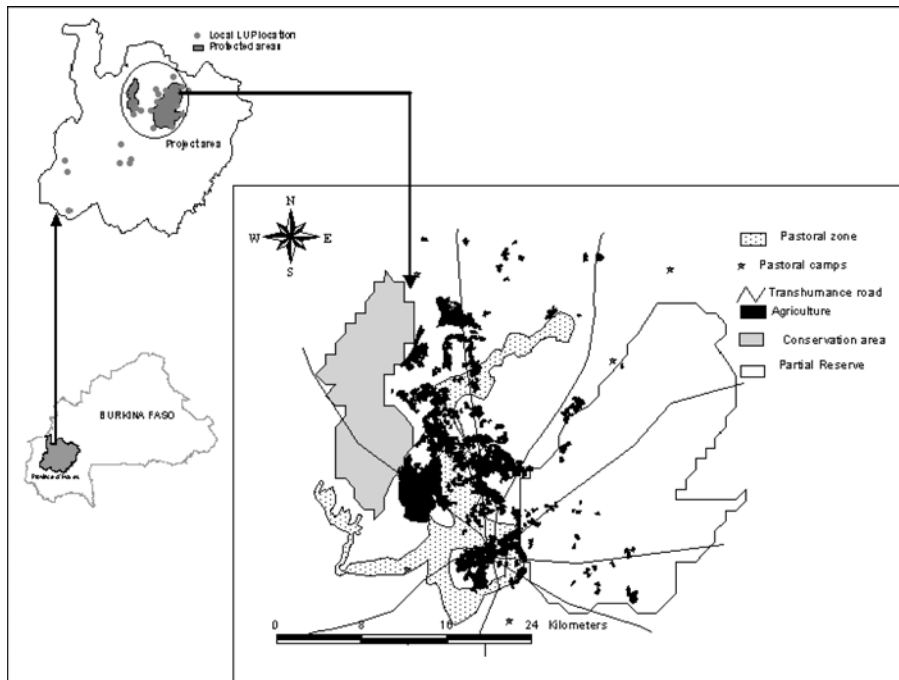 Local LUP location
Protected areas
Project area
BURKINA FASO
N
W E
S
Pastoral zone
Pastoral camps
Transhumance road
Agriculture
Conservation area
Partial Reserve
0 8 16 24 Kilometers